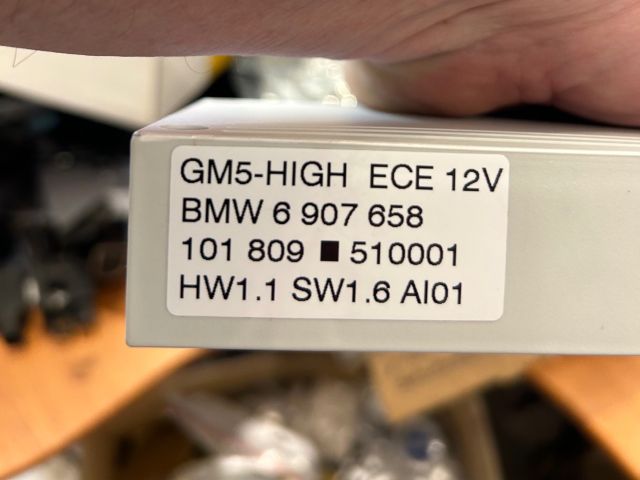 GM5-HIGH ECE 12V
BMW 6 907 658
101 809 ■ 510001
HW1.1 SW1.6 AI01